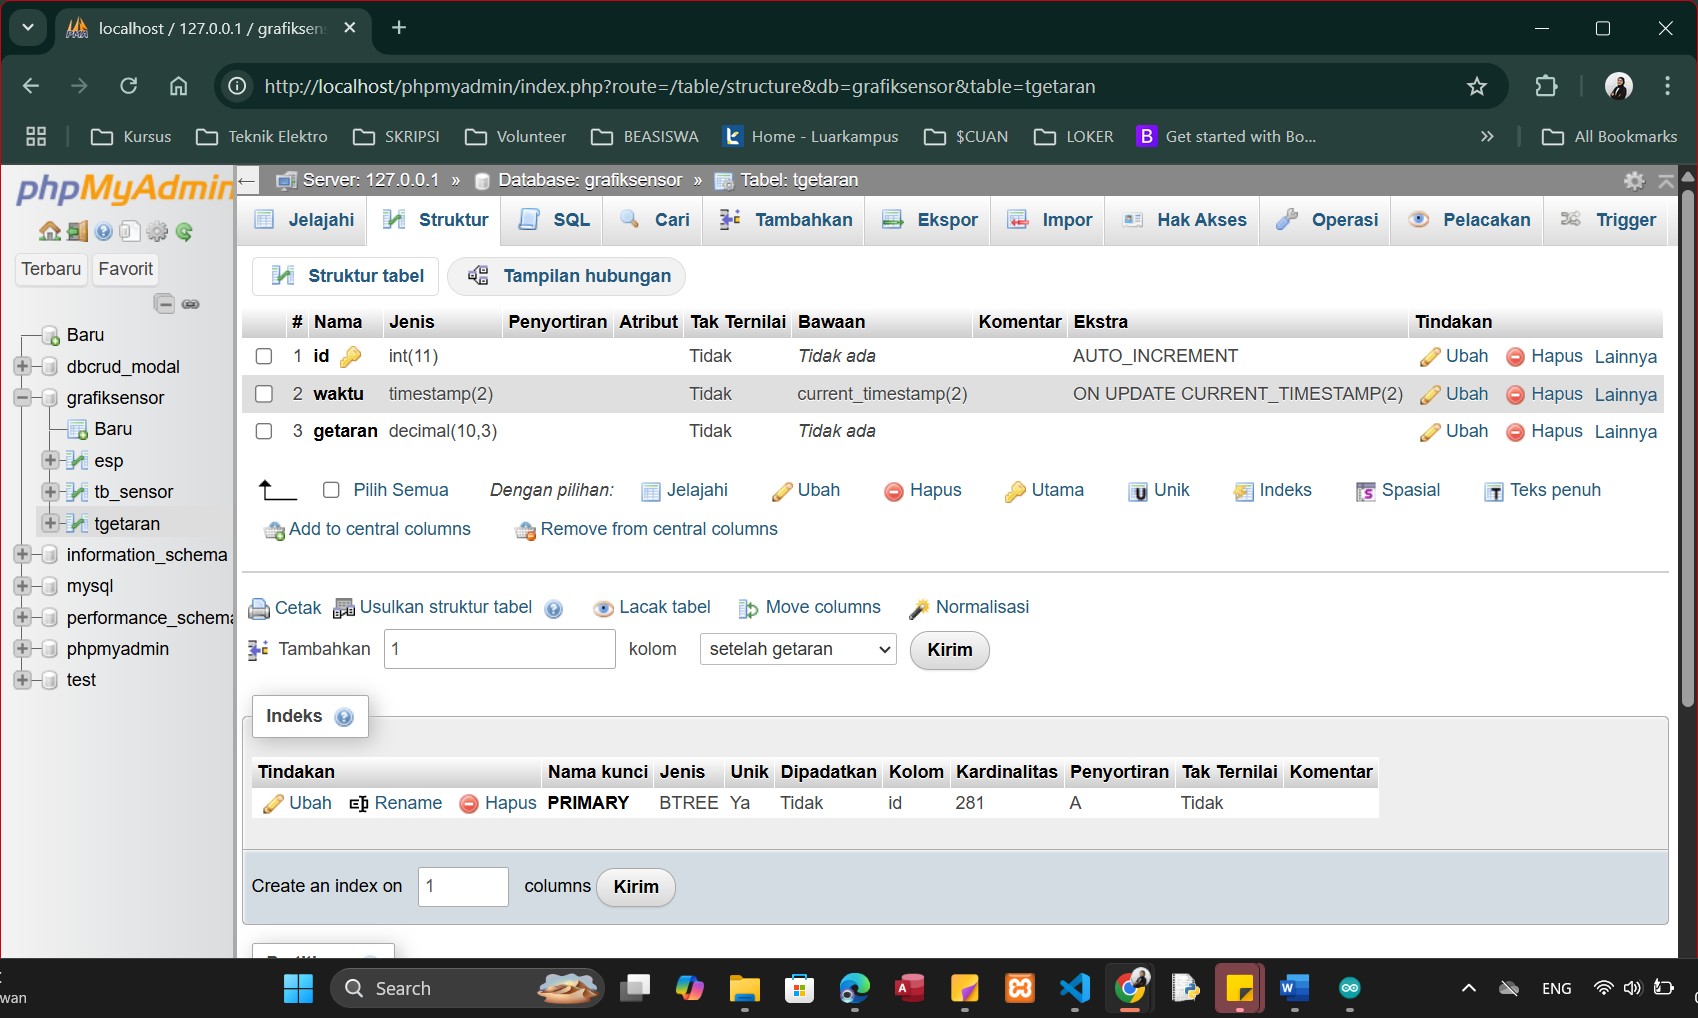 localhost / 127.0.0.1 / grafiksen
http://localhost/phpmyadmin/index.php?route=/table/structure&db=grafiksensor&table=tgetaran
Kursus Teknik Elektro SKRIPSI Volunteer BEASISWA Home - Luarkampus $CUAN LOKER B Get started with Bo... » All Bookmarks
phpMyAdmin
Terbaru Favorit
Baru
dbcrud_modal
grafiksensor
Baru
esp
tb_sensor
tgetaran
information_schema
mysql
performance_schema
phpmyadmin
test
Server: 127.0.0.1 » Database: grafiksensor » Tabel: tgetaran
Jelajahi Struktur SQL Cari Tambahkan Ekspor Impor Hak Akses Operasi Pelacakan Trigger
Struktur tabel Tampilan hubungan
# Nama Jenis Penyortiran Atribut Tak Ternilai Bawaan Komentar Ekstra Tindakan
1 id int(11) Tidak Tidak ada AUTO_INCREMENT Ubah Hapus Lainnya
2 waktu timestamp(2) Tidak current_timestamp(2) ON UPDATE CURRENT_TIMESTAMP(2) Ubah Hapus Lainnya
3 getaran decimal(10,3) Tidak Tidak ada Ubah Hapus Lainnya
Pilih Semua Dengan pilihan: Jelajahi Ubah Hapus Utama Unik Indeks Spasial Teks penuh
Add to central columns Remove from central columns
Cetak Usulkan struktur tabel Lacak tabel Move columns Normalisasi
Tambahkan 1 kolom setelah getaran Kirim
Indeks
Tindakan Nama kunci Jenis Unik Dipadatkan Kolom Kardinalitas Penyortiran Tak Ternilai Komentar
Ubah Rename Hapus PRIMARY BTREE Ya Tidak id 281 A Tidak
Create an index on 1 columns Kirim
wan
Search
ENG